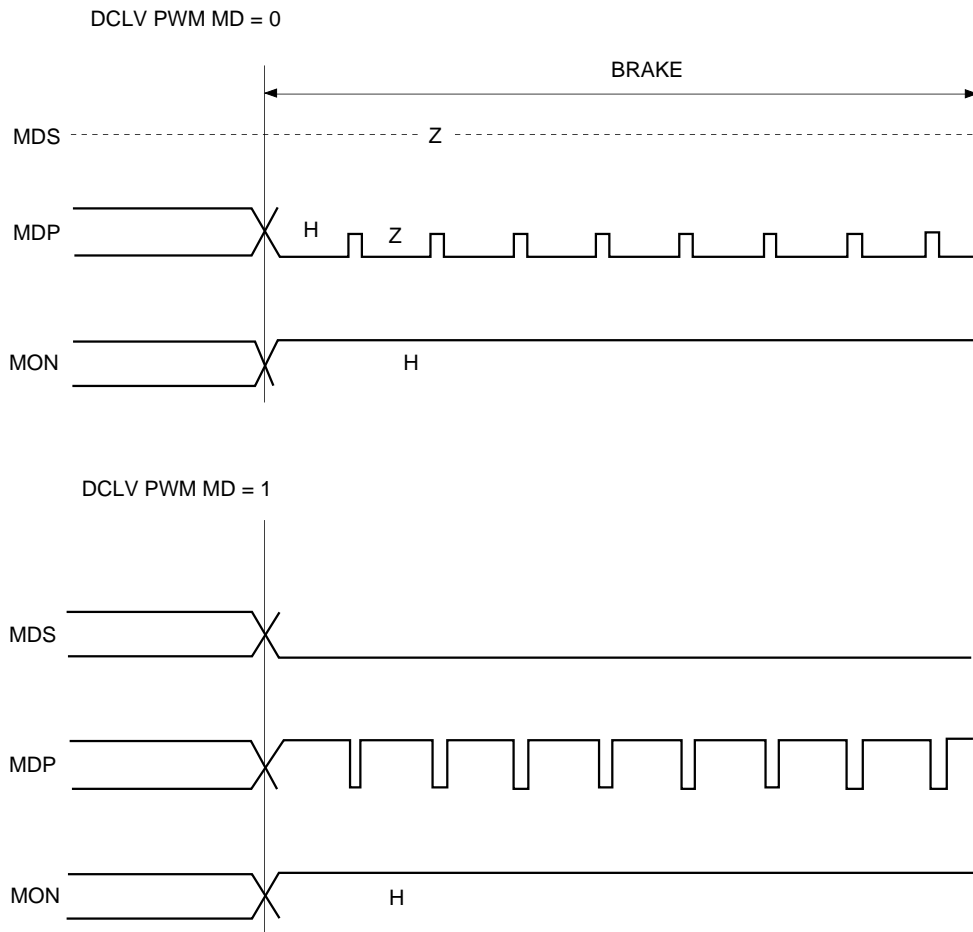 DCLV PWM MD = 0
BRAKE
MDS Z
MDP H Z
MON H
DCLV PWM MD = 1
MDS
MDP
MON H